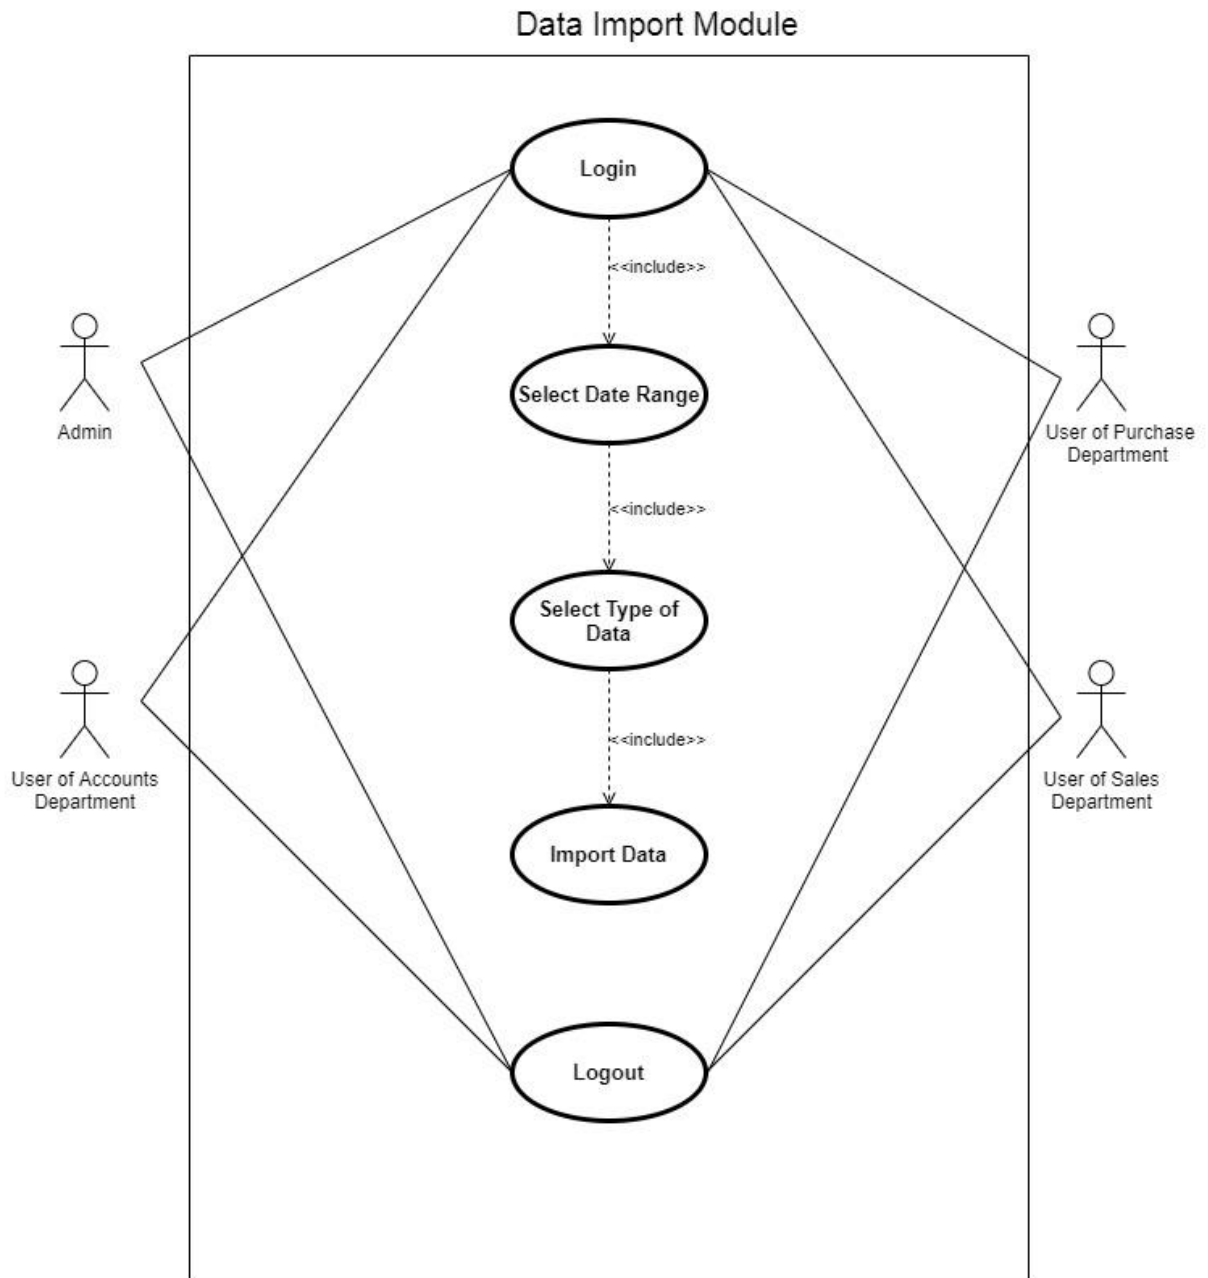 Data Import Module
Login
<<include>>
Select Date Range
Admin
User of Purchase
Department
<<include>>
Select Type of
Data
User of Accounts
Department
<<include>>
User of Sales
Department
Import Data
Logout